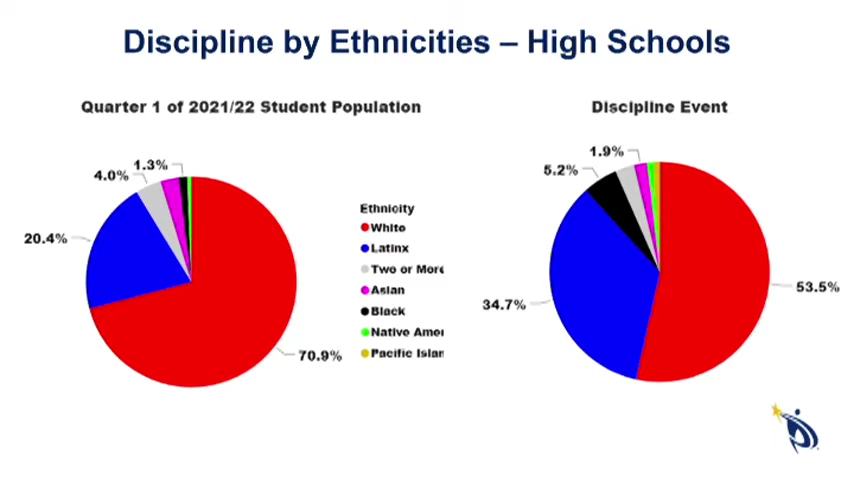 Discipline by Ethnicities – High Schools
Quarter 1 of 2021/22 Student Population
Discipline Event
1.3%
4.0%
20.4%
70.9%
Ethnicity
White
Latinx
Two or More
Asian
Black
Native Amer
Pacific Islan
1.9%
5.2%
34.7%
53.5%